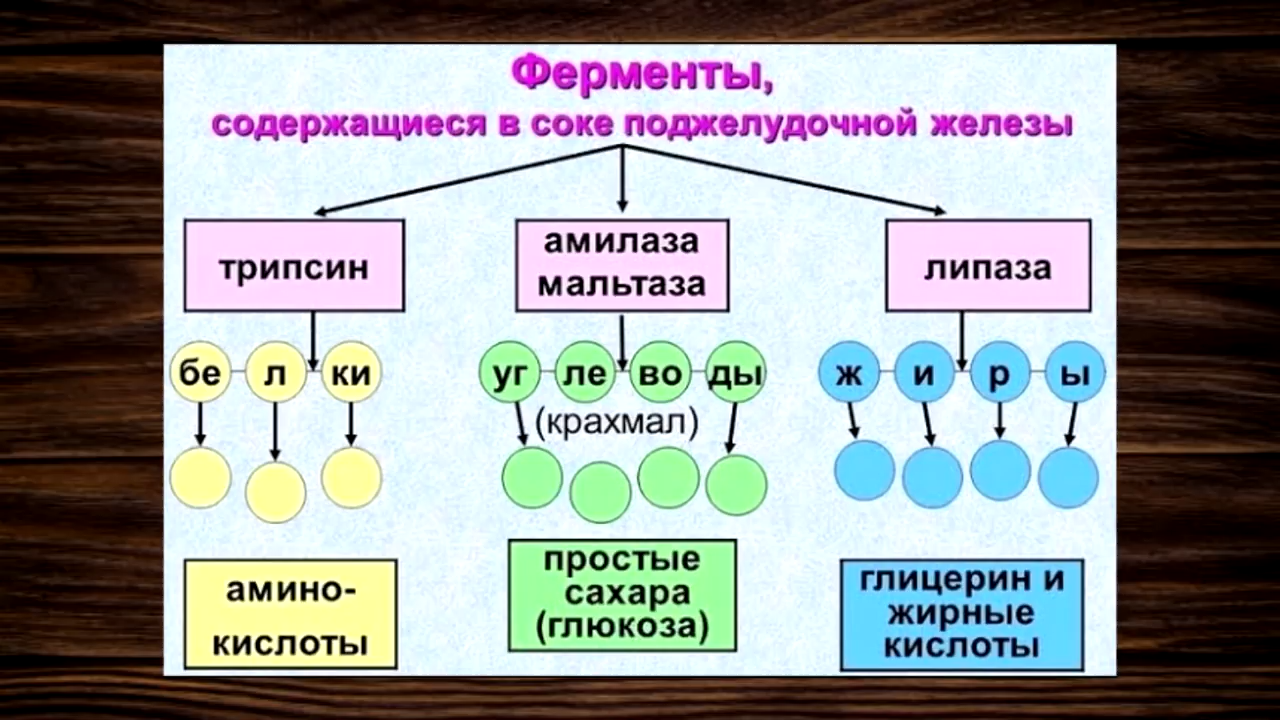 Ферменты,
содержащиеся в соке поджелудочной железы
трипсин
амилаза
мальтаза
липаза
бе л ки
уг ле во ды
(крахмал)
ж и р ы
амино-
кислоты
простые
сахара
(глюкоза)
глицерин и
жирные
кислоты